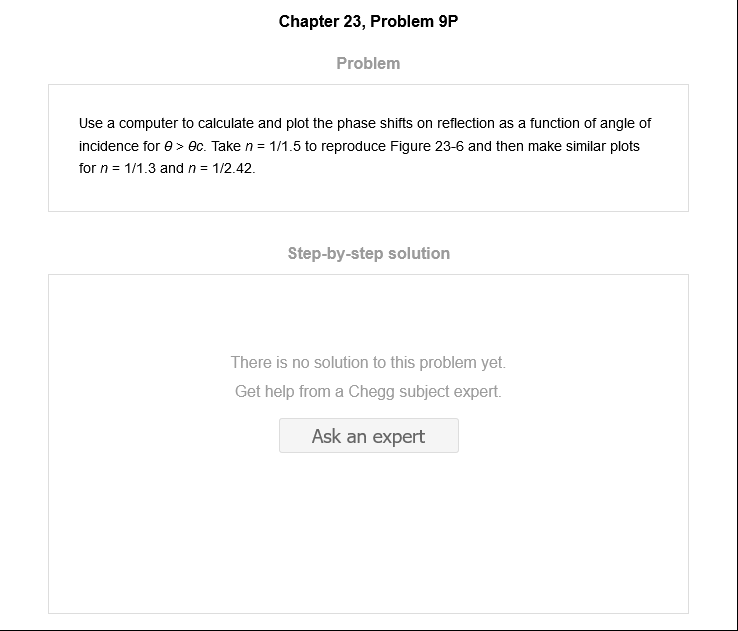 Chapter 23, Problem 9P
Problem
Use a computer to calculate and plot the phase shifts on reflection as a function of angle of
incidence for θ > θc. Take n = 1/1.5 to reproduce Figure 23-6 and then make similar plots
for n = 1/1.3 and n = 1/2.42.
Step-by-step solution
There is no solution to this problem yet.
Get help from a Chegg subject expert.
Ask an expert